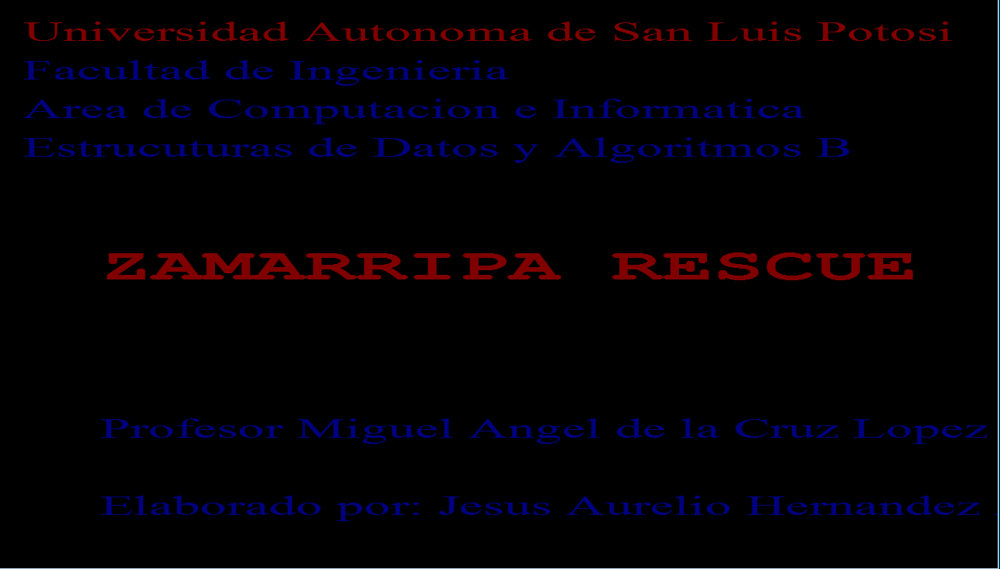 Universidad Autonoma de San Luis Potosi
Facultad de Ingenieria
Area de Computacion e Informatica
Estrucuturas de Datos y Algoritmos B
ZAMARRIPA RESCUE
Profesor Miguel Angel de la Cruz Lopez
Elaborado por: Jesus Aurelio Hernandez